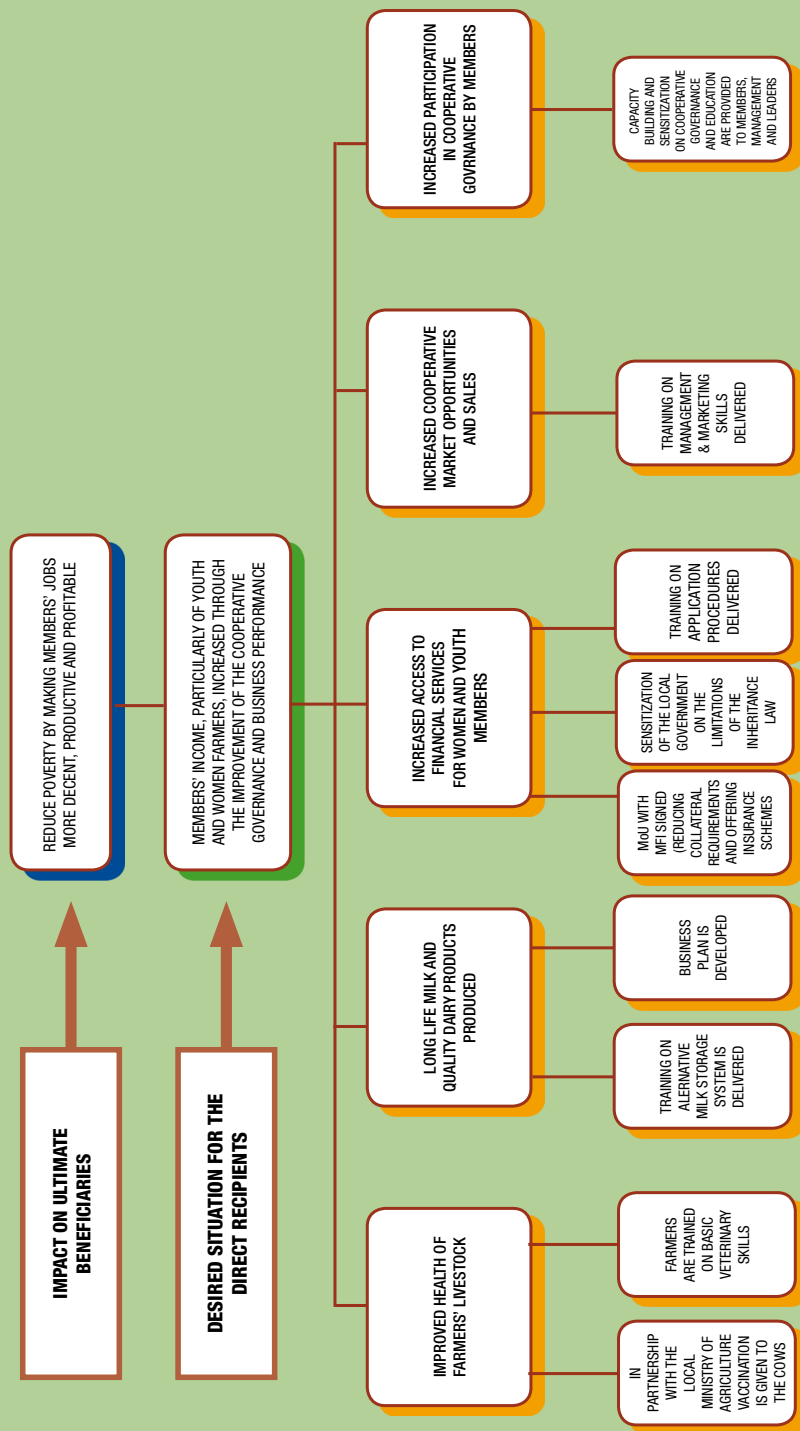 IMPACT ON ULTIMATE
BENEFICIARIES
REDUCE POVERTY BY MAKING MEMBERS' JOBS
MORE DECENT, PRODUCTIVE AND PROFITABLE
DESIRED SITUATION FOR THE
DIRECT RECIPIENTS
MEMBERS' INCOME, PARTICULARLY OF YOUTH
AND WOMEN FARMERS, INCREASED THROUGH
THE IMPROVEMENT OF THE COOPERATIVE
GOVERNANCE AND BUSINESS PERFORMANCE
IMPROVED HEALTH OF
FARMERS' LIVESTOCK
LONG LIFE MILK AND
QUALITY DAIRY PRODUCTS
PRODUCED
INCREASED ACCESS TO
FINANCIAL SERVICES
FOR WOMEN AND YOUTH
MEMBERS
INCREASED COOPERATIVE
MARKET OPPORTUNITIES
AND SALES
INCREASED PARTICIPATION
IN COOPERATIVE
GOVRNANCE BY MEMBERS
IN
PARTNERSHIP
WITH THE
LOCAL
MINISTRY OF
AGRICULTURE
VACCINATION
IS GIVEN TO
THE COWS
FARMERS
ARE TRAINED
ON BASIC
VETERINARY
SKILLS
TRAINING ON
ALERNATIVE
MILK STORAGE
SYSTEM IS
DELIVERED
BUSINESS
PLAN IS
DEVELOPED
MoU WITH
MFI SIGNED
(REDUCING
COLLATERAL
REQUIREMENTS
AND OFFERING
INSURANCE
SCHEMES
SENSITIZATION
OF THE LOCAL
GOVERNMENT
ON THE
LIMITATIONS
OF THE
INHERITANCE
LAW
TRAINING ON
APPLICATION
PROCEDURES
DELIVERED
TRAINING ON
MANAGEMENT
& MARKETING
SKILLS
DELIVERED
CAPACITY
BUILDING AND
SENSITIZATION
ON COOPERATIVE
GOVERNANCE
AND EDUCATION
ARE PROVIDED
TO MEMBERS,
MANAGEMENT
AND LEADERS